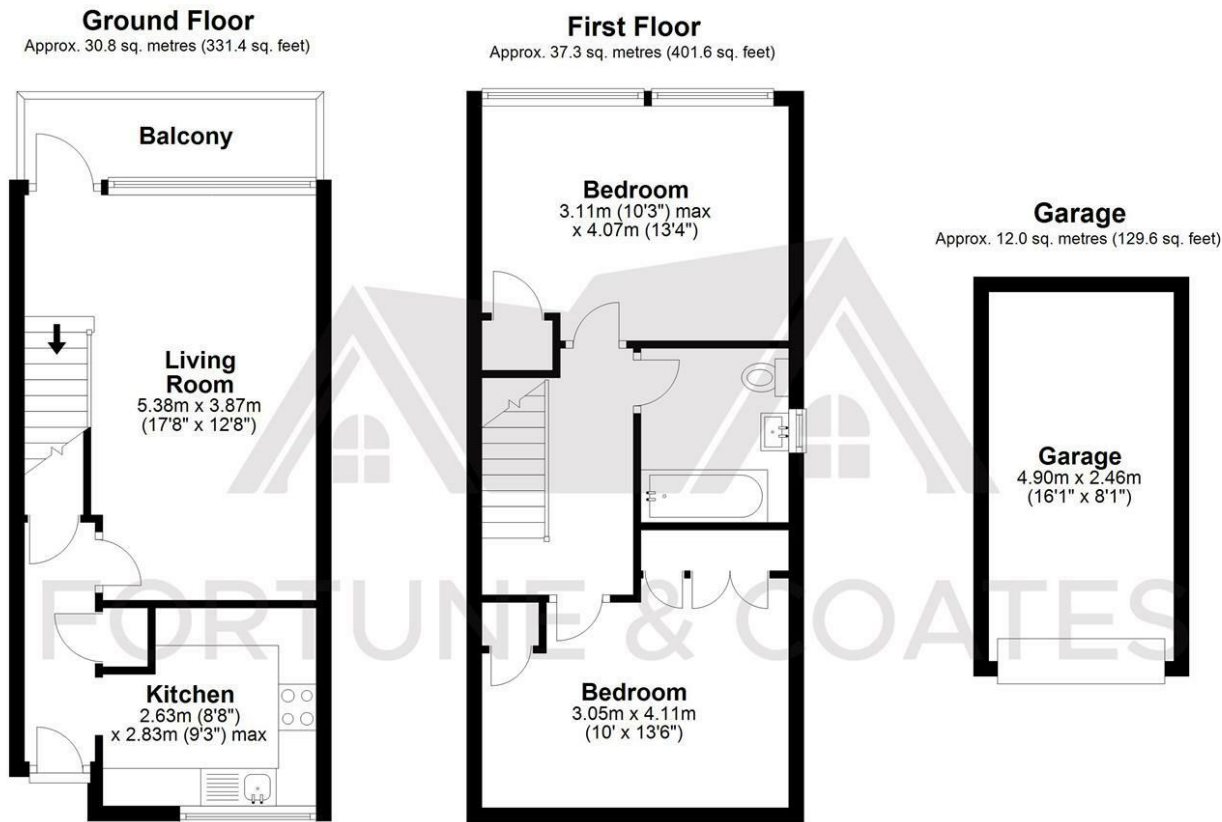 Ground Floor
Approx. 30.8 sq. metres (331.4 sq. feet)
Balcony
Living
Room
5.38m x 3.87m
(17'8" x 12'8")
Kitchen
2.63m (8'8")
x 2.83m (9'3") max
First Floor
Approx. 37.3 sq. metres (401.6 sq. feet)
Bedroom
3.11m (10'3") max
x 4.07m (13'4")
Bedroom
3.05m x 4.11m
(10' x 13'6")
Garage
Approx. 12.0 sq. metres (129.6 sq. feet)
Garage
4.90m x 2.46m
(16'1" x 8'1")
FORTUNE & COATES